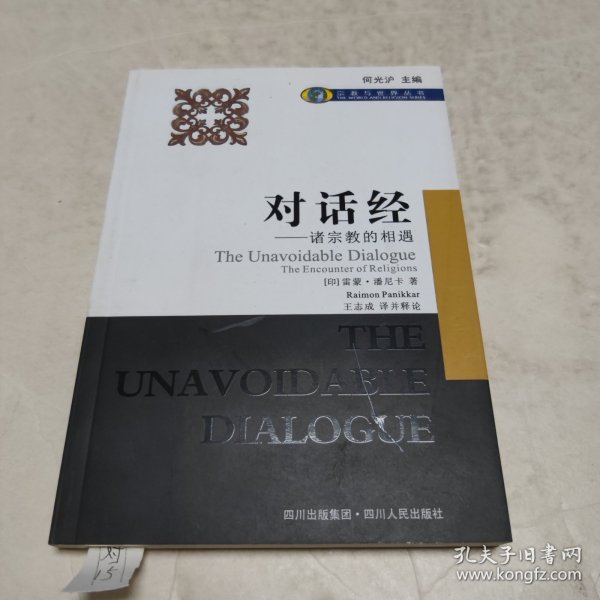 何光沪 主编
宗教与世界丛书
THE WORLD AND RELIGION SERIES
对话经
——诸宗教的相遇
The Unavoidable Dialogue
The Encounter of Religions
[印]雷蒙·潘尼卡 著
Raimon Panikkar
王志成 译并释论
THE
UNAVOIDABLE
DIALOGUE
四川出版集团·四川人民出版社
对
15
孔夫子旧书网
www.kongfz.com